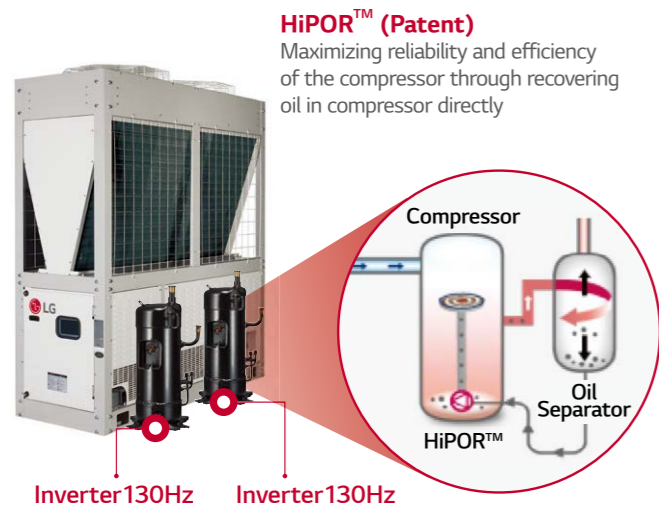 HiPOR™ (Patent)
Maximizing reliability and efficiency
of the compressor through recovering
oil in compressor directly
Compressor
LG
Oil
Separator
HiPOR™
Inverter130Hz Inverter130Hz